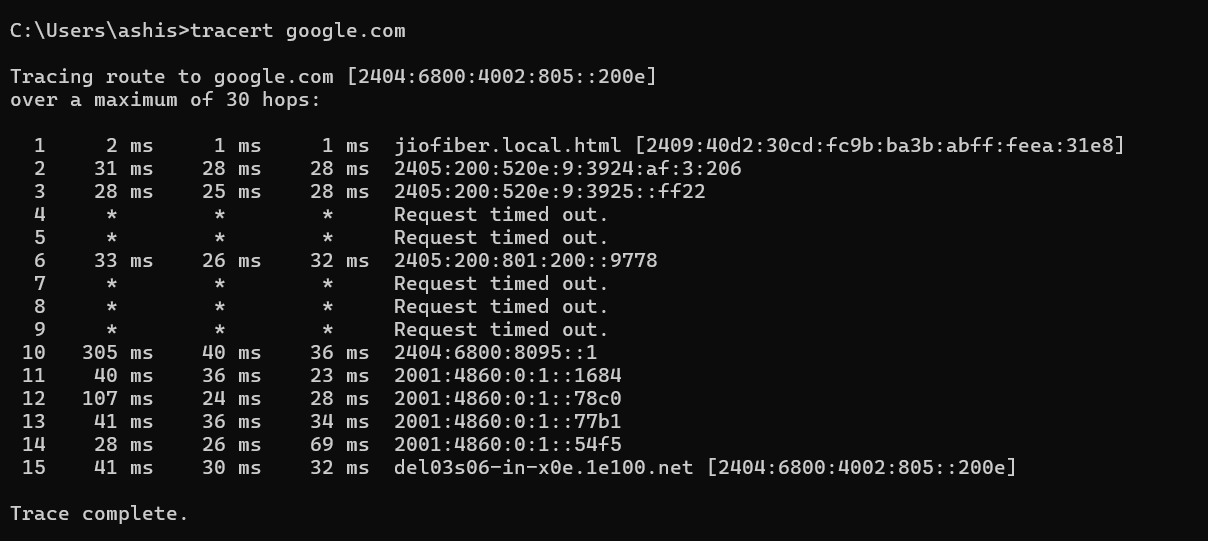 C:\Users\ashis>tracert google.com
Tracing route to google.com [2404:6800:4002:805::200e]
over a maximum of 30 hops:
1 2 ms 1 ms 1 ms jiofiber.local.html [2409:40d2:30cd:fc9b:ba3b:abff:feea:31e8]
2 31 ms 28 ms 28 ms 2405:200:520e:9:3924:af:3:206
3 28 ms 25 ms 28 ms 2405:200:520e:9:3925::ff22
4 * * * Request timed out.
5 * * * Request timed out.
6 33 ms 26 ms 32 ms 2405:200:801:200::9778
7 * * * Request timed out.
8 * * * Request timed out.
9 * * * Request timed out.
10 305 ms 40 ms 36 ms 2404:6800:8095::1
11 40 ms 36 ms 23 ms 2001:4860:0:1::1684
12 107 ms 24 ms 28 ms 2001:4860:0:1::78c0
13 41 ms 36 ms 34 ms 2001:4860:0:1::77b1
14 28 ms 26 ms 69 ms 2001:4860:0:1::54f5
15 41 ms 30 ms 32 ms del03s06-in-x0e.1e100.net [2404:6800:4002:805::200e]
Trace complete.